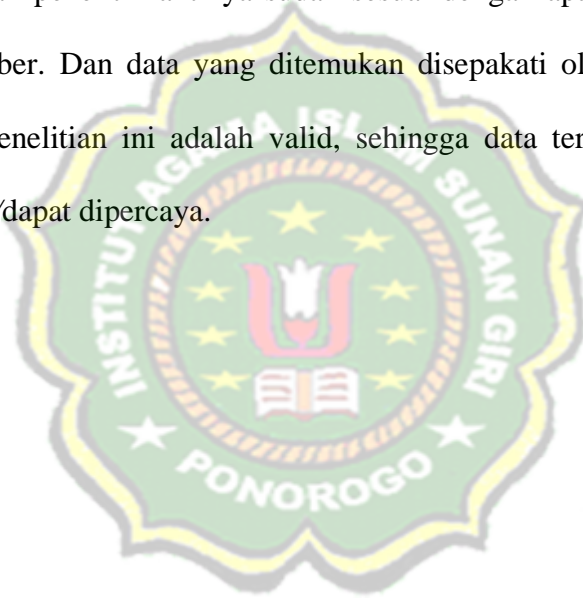 ber. Dan data yang ditemukan disepakati ol
enelitian ini adalah valid, sehingga data ter
/dapat dipercaya.
INSTITUT AGAMA ISLAM SUNAN GIRI
PONOROGO